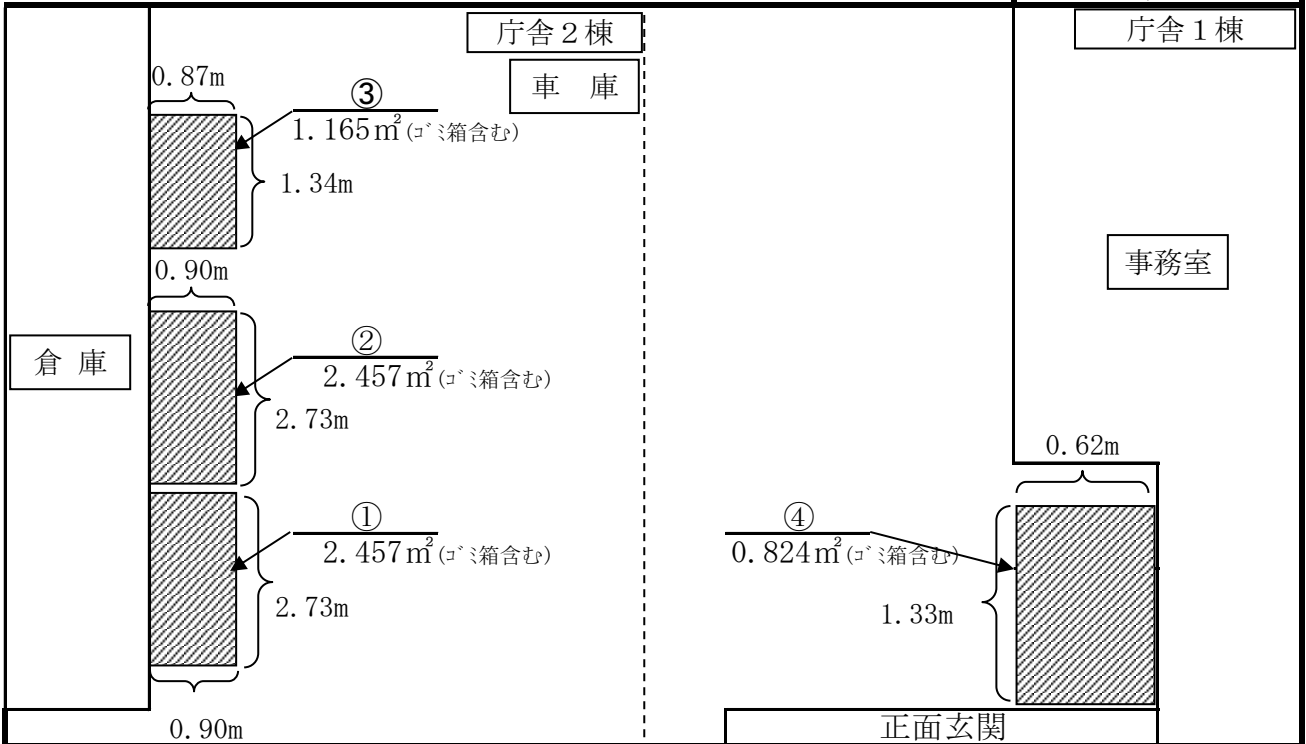 庁舎２棟
庁舎１棟
車　庫
0.87m
③
1.165㎡(ｺﾞﾐ箱含む)
1.34m
事務室
0.90m
②
2.457㎡(ｺﾞﾐ箱含む)
倉 庫
2.73m
0.62m
①
2.457㎡(ｺﾞﾐ箱含む)
2.73m
④
0.824㎡(ｺﾞﾐ箱含む)
1.33m
0.90m
正面玄関